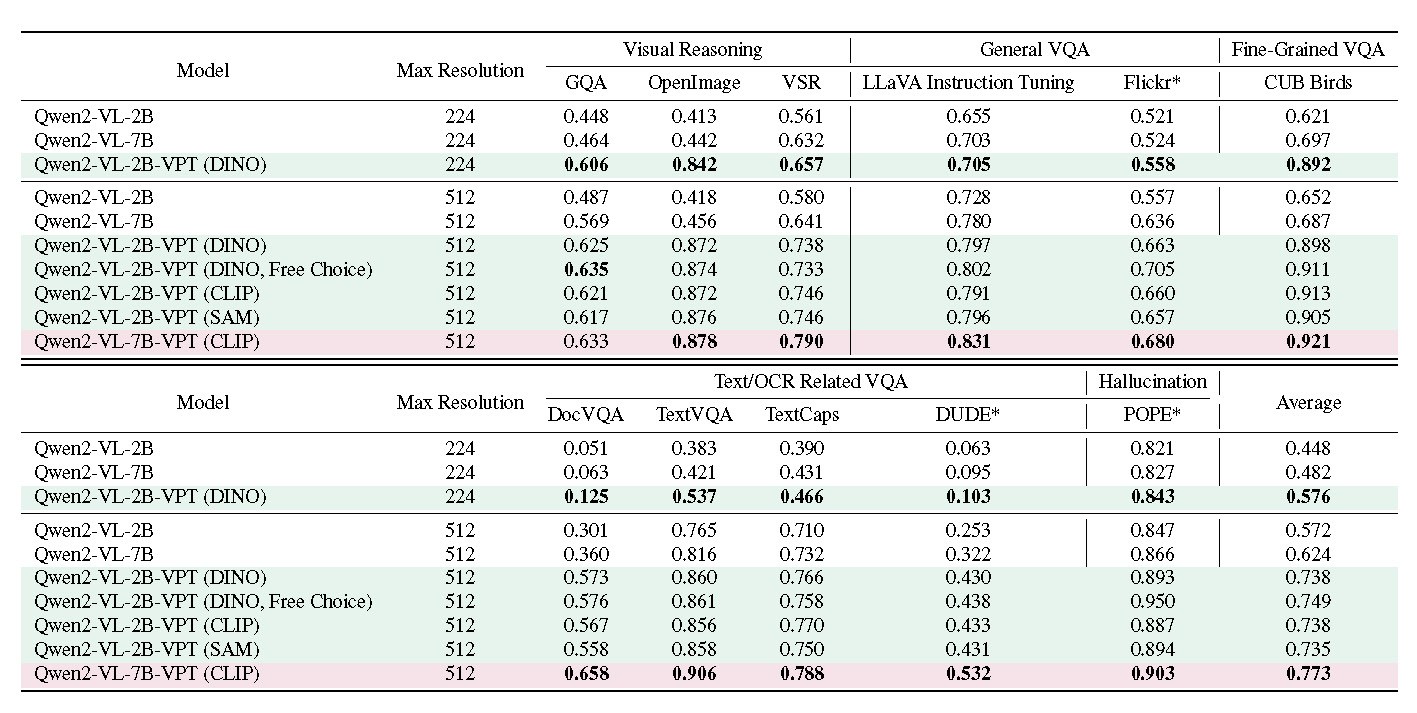 Model Max Resolution Visual Reasoning General VQA Fine-Grained VQA
GQA OpenImage VSR LLaVA Instruction Tuning Flickr* CUB Birds
Qwen2-VL-2B 224 0.448 0.413 0.561 0.655 0.521 0.621
Qwen2-VL-7B 224 0.464 0.442 0.632 0.703 0.524 0.697
Qwen2-VL-2B-VPT (DINO) 224 0.606 0.842 0.657 0.705 0.558 0.892
Qwen2-VL-2B 512 0.487 0.418 0.580 0.728 0.557 0.652
Qwen2-VL-7B 512 0.569 0.456 0.641 0.780 0.636 0.687
Qwen2-VL-2B-VPT (DINO) 512 0.625 0.872 0.738 0.797 0.663 0.898
Qwen2-VL-2B-VPT (DINO, Free Choice) 512 0.635 0.874 0.733 0.802 0.705 0.911
Qwen2-VL-2B-VPT (CLIP) 512 0.621 0.872 0.746 0.791 0.660 0.913
Qwen2-VL-2B-VPT (SAM) 512 0.617 0.876 0.746 0.796 0.657 0.905
Qwen2-VL-7B-VPT (CLIP) 512 0.633 0.878 0.790 0.831 0.680 0.921
Model Max Resolution Text/OCR Related VQA Hallucination Average
DocVQA TextVQA TextCaps DUDE* POPE*
Qwen2-VL-2B 224 0.051 0.383 0.390 0.063 0.821 0.448
Qwen2-VL-7B 224 0.063 0.421 0.431 0.095 0.827 0.482
Qwen2-VL-2B-VPT (DINO) 224 0.125 0.537 0.466 0.103 0.843 0.576
Qwen2-VL-2B 512 0.301 0.765 0.710 0.253 0.847 0.572
Qwen2-VL-7B 512 0.360 0.816 0.732 0.322 0.866 0.624
Qwen2-VL-2B-VPT (DINO) 512 0.573 0.860 0.766 0.430 0.893 0.738
Qwen2-VL-2B-VPT (DINO, Free Choice) 512 0.576 0.861 0.758 0.438 0.950 0.749
Qwen2-VL-2B-VPT (CLIP) 512 0.567 0.856 0.770 0.433 0.887 0.738
Qwen2-VL-2B-VPT (SAM) 512 0.558 0.858 0.750 0.431 0.894 0.735
Qwen2-VL-7B-VPT (CLIP) 512 0.658 0.906 0.788 0.532 0.903 0.773